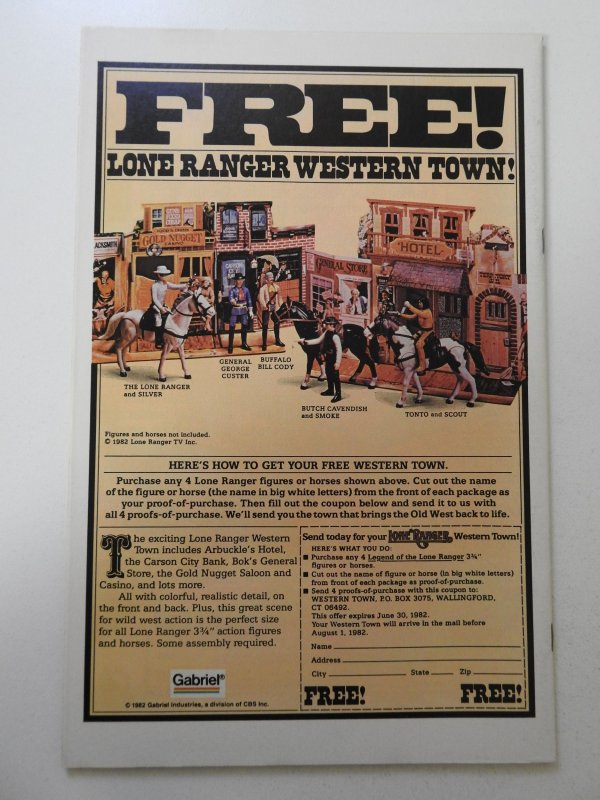 FREE!
LONE RANGER WESTERN TOWN!
ACKSMITH
GOLD NUGGET
GENERAL STORE
HOTEL
THE LONE RANGER
and SILVER
GENERAL
GEORGE
CUSTER
BUFFALO
BILL CODY
BUTCH CAVENDISH
and SMOKE
TONTO and SCOUT
Figures and horses not included.
© 1982 Lone Ranger TV Inc.
HERE'S HOW TO GET YOUR FREE WESTERN TOWN.
Purchase any 4 Lone Ranger figures or horses shown above. Cut out the name
of the figure or horse (the name in big white letters) from the front of each package as
your proof-of-purchase. Then fill out the coupon below and send it to us with
all 4 proofs-of-purchase. We'll send you the town that brings the Old West back to life.
The exciting Lone Ranger Western
Town includes Arbuckle's Hotel,
the Carson City Bank, Bok's General
Store, the Gold Nugget Saloon and
Casino, and lots more.
All with colorful, realistic detail, on
the front and back. Plus, this great scene
for wild west action is the perfect size
for all Lone Ranger 3¾" action figures
and horses. Some assembly required.
Gabriel®
© 1982 Gabriel Industries, a division of CBS Inc.
Send today for your LONE RANGER Western Town!
HERE'S WHAT YOU DO:
■ Purchase any 4 Legend of the Lone Ranger 3¾"
figures or horses.
■ Cut out name of figure or horse (in big white letters)
from front of each package as proof-of-purchase.
■ Send 4 proofs-of-purchase with this coupon to:
WESTERN TOWN, P.O. BOX 3075, WALLINGFORD,
CT 06492.
This offer expires June 30, 1982.
Your Western Town will arrive in the mail before
August 1, 1982.
Name
Address
City State Zip
FREE! FREE!